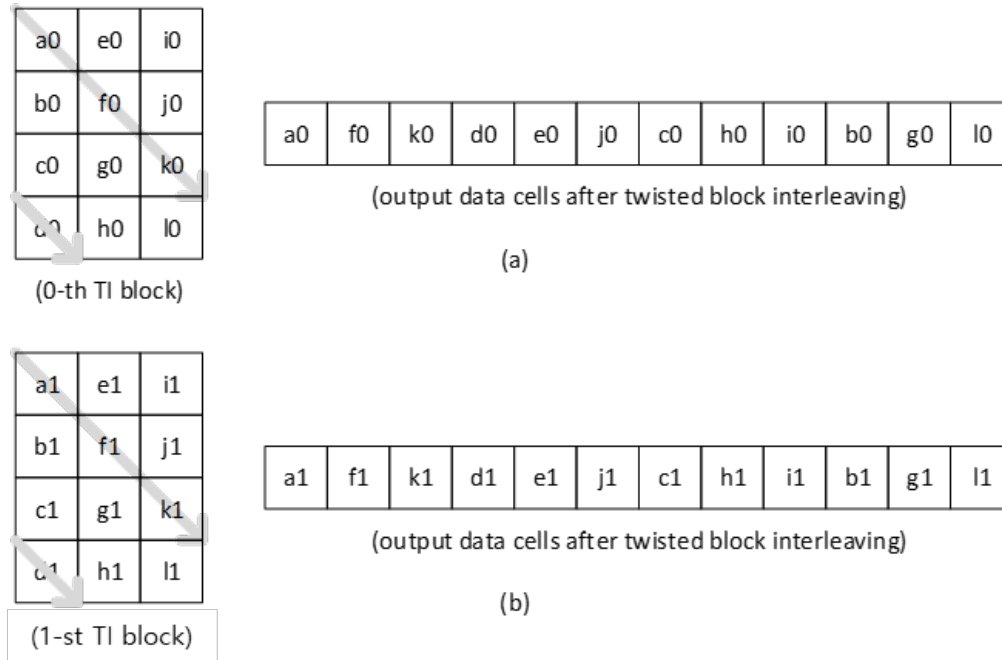 a0 e0 i0
b0 f0 j0
c0 g0 k0
d0 h0 l0
(0-th TI block)
a0 f0 k0 d0 e0 j0 c0 h0 i0 b0 g0 l0
(output data cells after twisted block interleaving)
(a)
a1 e1 i1
b1 f1 j1
c1 g1 k1
d1 h1 l1
(1-st TI block)
a1 f1 k1 d1 e1 j1 c1 h1 i1 b1 g1 l1
(output data cells after twisted block interleaving)
(b)